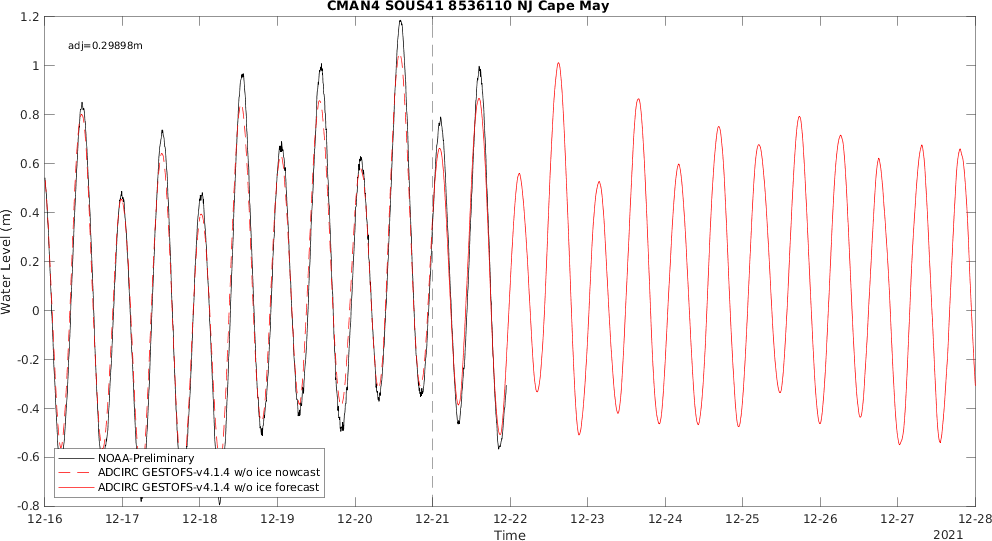 CMAN4 SOUS41 8536110 NJ Cape May
adj=0.29898m
1.2
1
0.8
0.6
0.4
0.2
0
-0.2
-0.4
-0.6
-0.8
Water Level (m)
NOAA-Preliminary
ADCIRC GESTOFS-v4.1.4 w/o ice nowcast
ADCIRC GESTOFS-v4.1.4 w/o ice forecast
12-16 12-17 12-18 12-19 12-20 12-21 12-22 12-23 12-24 12-25 12-26 12-27 12-28
Time
2021